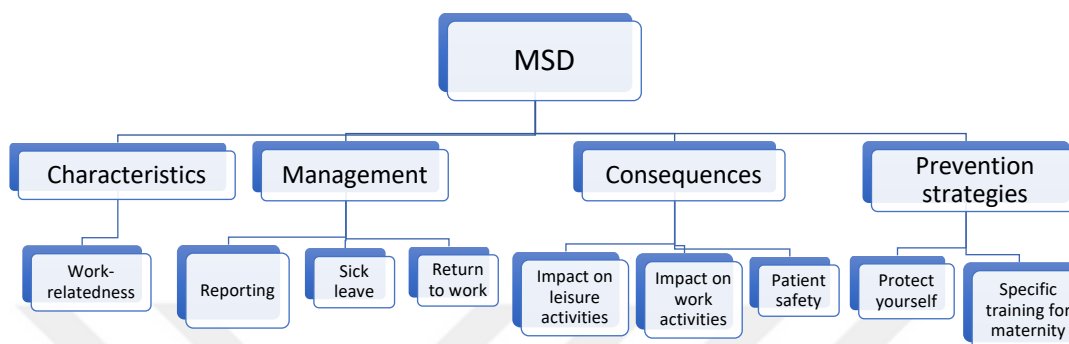 MSD
Characteristics
Management
Consequences
Prevention
strategies
Work-
relatedness
Reporting
Sick
leave
Return
to work
Impact on
leisure
activities
Impact on
work
activities
Patient
safety
Protect
yourself
Specific
training for
maternity